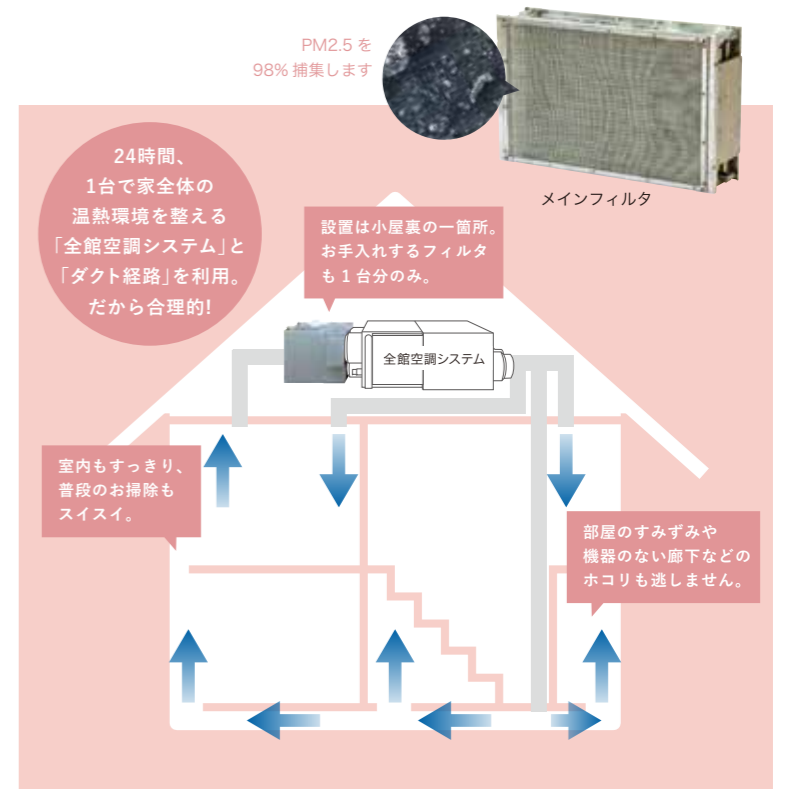 PM2.5 を
98% 捕集します
メインフィルタ
24時間、
1台で家全体の
温熱環境を整える
「全館空調システム」と
「ダクト経路」を利用。
だから合理的!
設置は小屋裏の一箇所。
お手入れするフィルタ
も 1 台分のみ。
全館空調システム
室内もすっきり、
普段のお掃除も
スイスイ。
部屋のすみずみや
機器のない廊下などの
ホコリも逃しません。